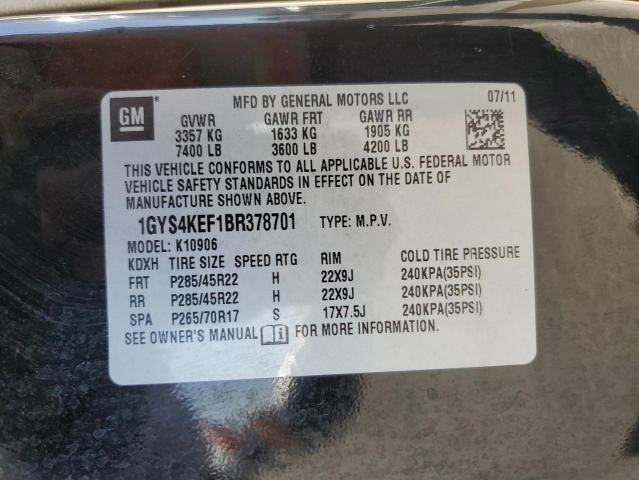 GM ®
MFD BY GENERAL MOTORS LLC 07/11
GVWR GAWR FRT GAWR RR
3357 KG 1633 KG 1905 KG
7400 LB 3600 LB 4200 LB
THIS VEHICLE CONFORMS TO ALL APPLICABLE U.S. FEDERAL MOTOR
VEHICLE SAFETY STANDARDS IN EFFECT ON THE DATE OF
MANUFACTURE SHOWN ABOVE.
1GYS4KEF1BR378701 TYPE: M.P.V.
MODEL: K10906
KDXH TIRE SIZE SPEED RTG RIM COLD TIRE PRESSURE
FRT P285/45R22 H 22X9J 240KPA(35PSI)
RR P285/45R22 H 22X9J 240KPA(35PSI)
SPA P265/70R17 S 17X7.5J 240KPA(35PSI)
SEE OWNER'S MANUAL FOR MORE INFORMATION.